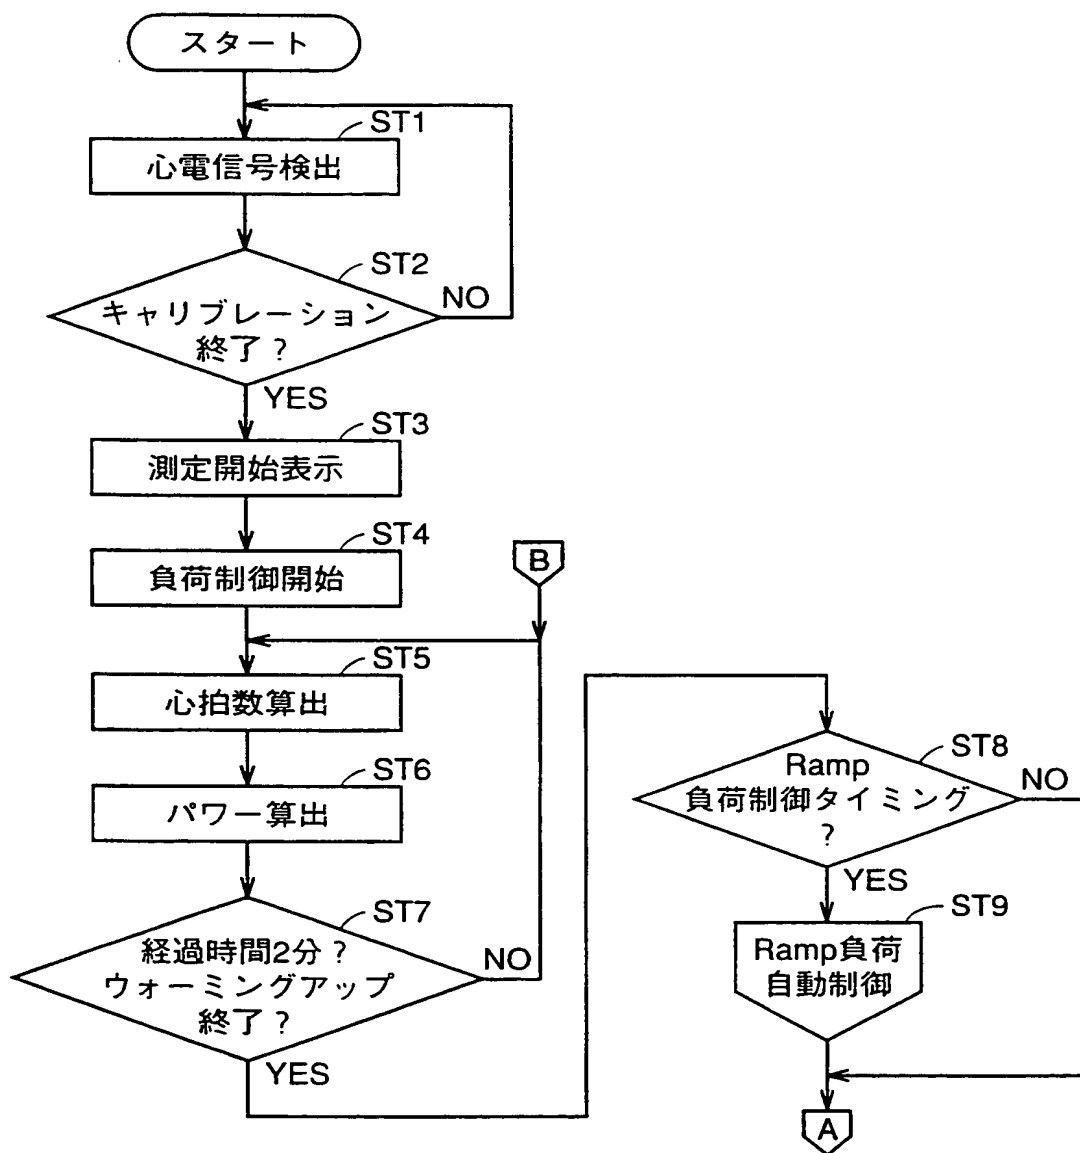 スタート
ST1
心電信号検出
ST2
キャリブレーション
終了?
NO
YES
ST3
測定開始表示
ST4
負荷制御開始
B
ST5
心拍数算出
ST6
パワー算出
ST7
経過時間2分?
ウォーミングアップ
終了?
NO
YES
ST8
Ramp
負荷制御タイミング
?
NO
YES
ST9
Ramp負荷
自動制御
A